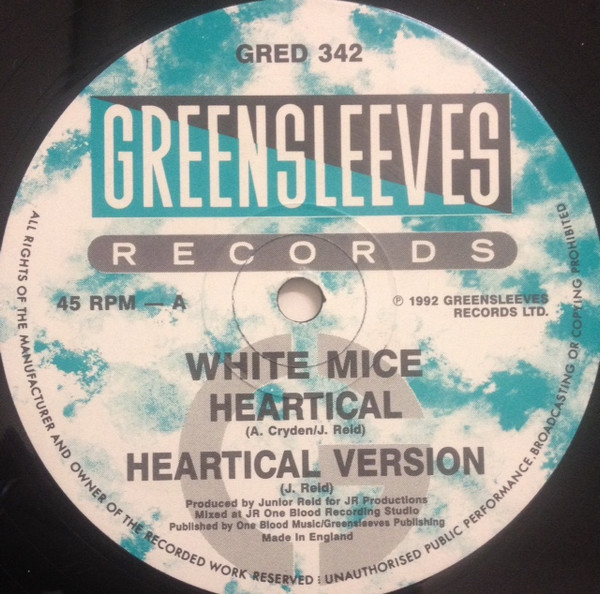 GRED 342
GREENSLEEVES
RECORDS
45 RPM — A
℗ 1992 GREENSLEEVES
RECORDS LTD.
WHITE MICE
HEARTICAL
(A. Cryden/J. Reid)
HEARTICAL VERSION
(J. Reid)
Produced by Junior Reid for JR Productions
Mixed at JR One Blood Recording Studio
Published by One Blood Music/Greensleeves Publishing
Made in England
ALL RIGHTS OF THE MANUFACTURER AND OWNER OF THE RECORDED WORK RESERVED : UNAUTHORISED PUBLIC PERFORMANCE.BROADCASTING OR COPYING PROHIBITED